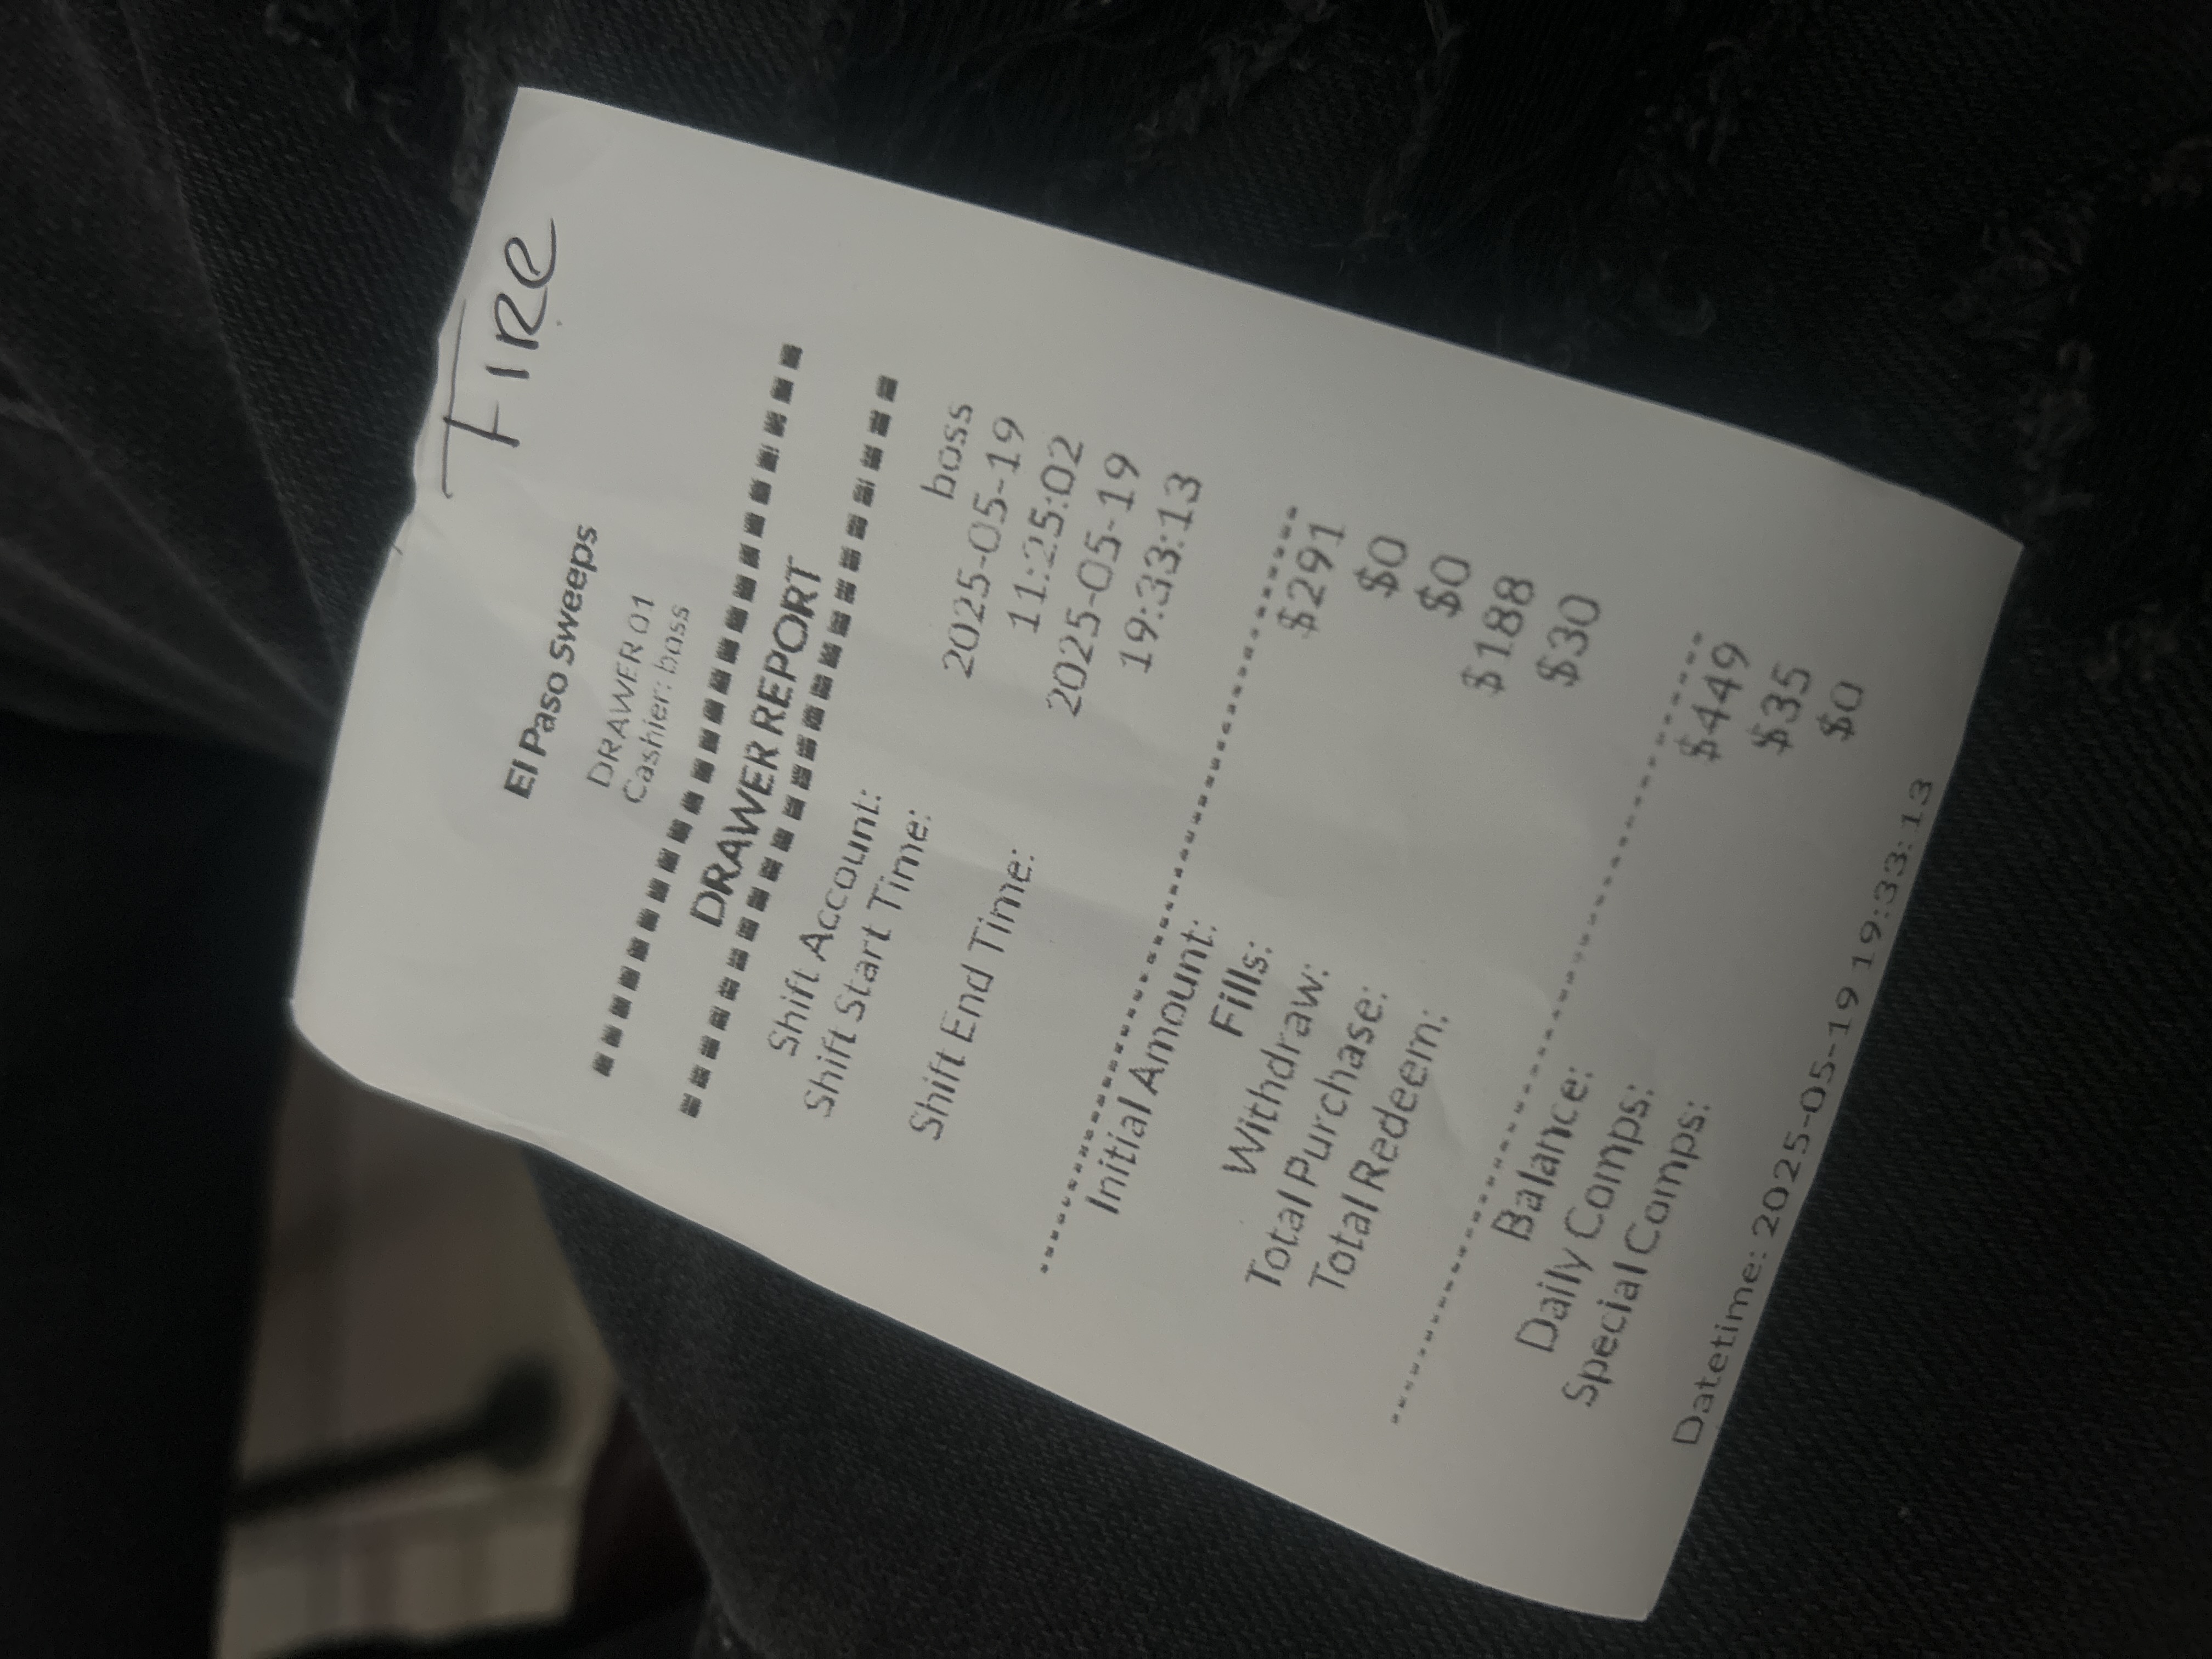 Fire
El Paso Sweeps
DRAWER 01
Cashier: boss
DRAWER REPORT
Shift Account: boss
Shift Start Time: 2025-05-19
11:25:02
Shift End Time: 2025-05-19
19:33:13
Initial Amount: $291
Fills: $0
Withdraw: $0
Total Purchase: $188
Total Redeem: $30
Balance: $449
Daily Comps: $35
Special Comps: $0
Datetime: 2025-05-19 19:33:13